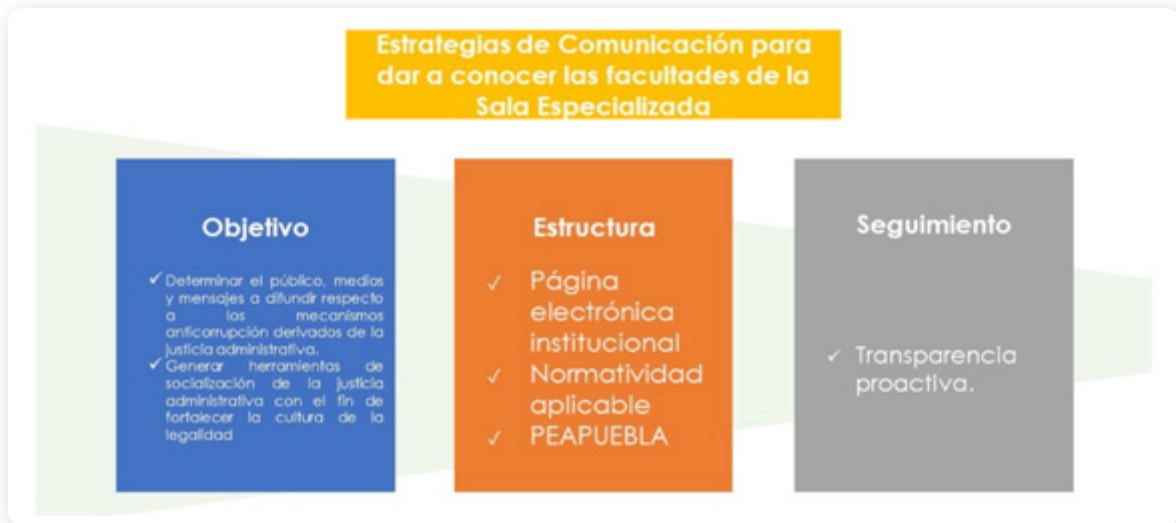 Estrategias de Comunicación para
dar a conocer las facultades de la
Sala Especializada
Objetivo
✓ Determinar el público, medios
y mensajes a difundir respecto
a los mecanismos
anticorrupción derivados de la
justicia administrativa.
✓ Generar herramientas de
socialización de la justicia
administrativa con el fin de
fortalecer la cultura de la
legalidad
Estructura
✓ Página
electrónica
institucional
✓ Normatividad
aplicable
✓ PEAPUEBLA
Seguimiento
✓ Transparencia
proactiva.